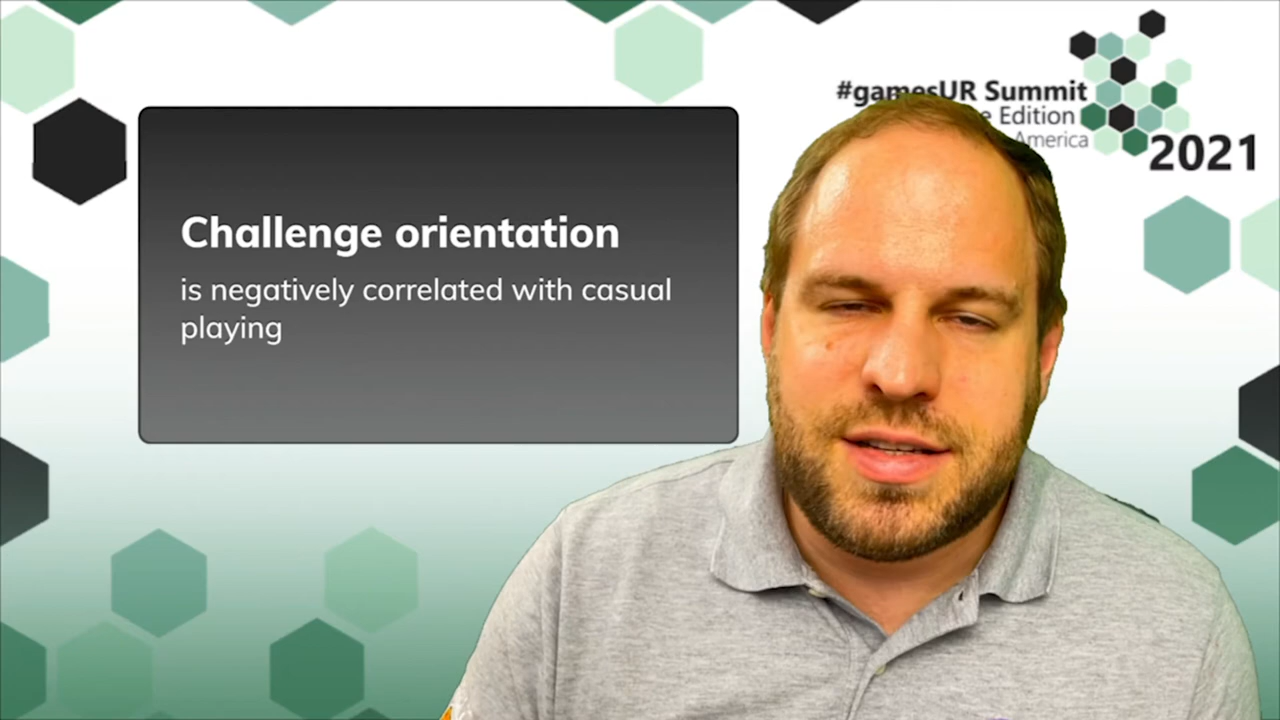 #gamesUR Summit
Edition
America
2021
Challenge orientation
is negatively correlated with casual
playing